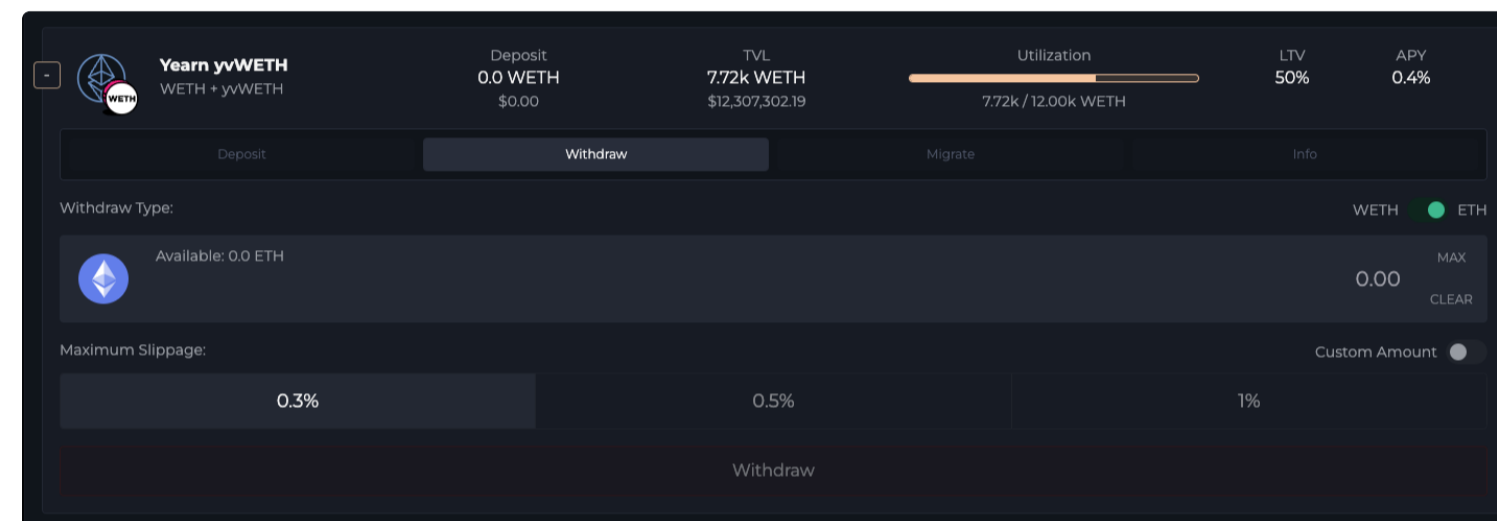 Yearn yvWETH
WETH + yvWETH
Deposit
0.0 WETH
$0.00
TVL
7.72k WETH
$12,307,302.19
Utilization
7.72k / 12.00k WETH
LTV
50%
APY
0.4%
-
WETH
Deposit Withdraw Migrate Info
Withdraw Type: WETH ETH
Available: 0.0 ETH
0.00
MAX
CLEAR
Maximum Slippage: Custom Amount
0.3% 0.5% 1%
Withdraw